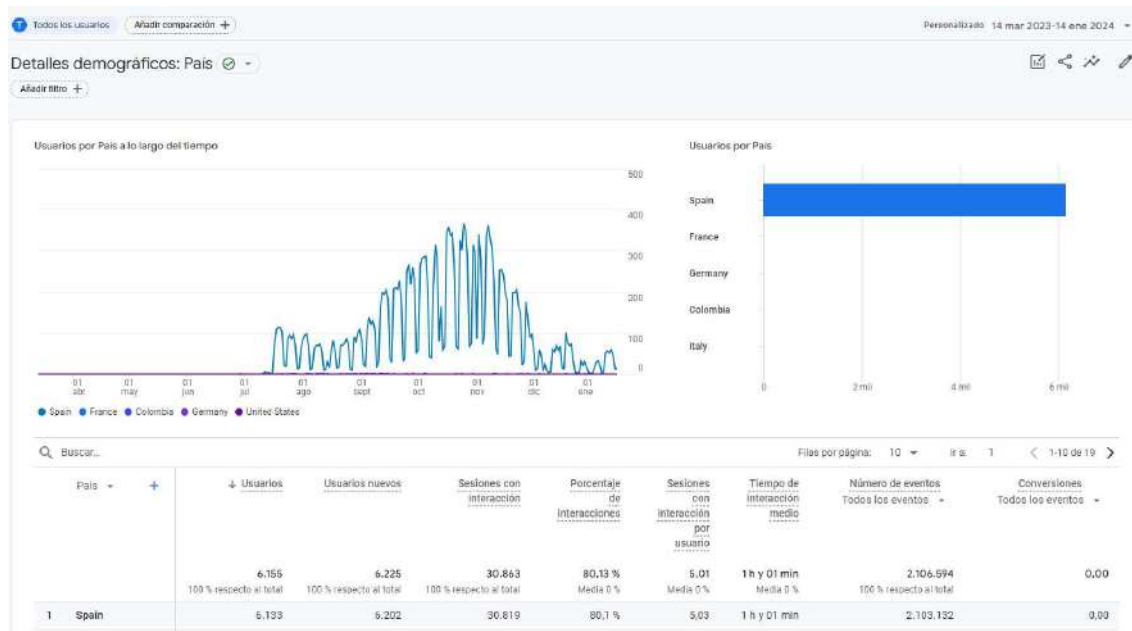 T Todos los usuarios Añadir comparación + Personalizado 14 mar 2023-14 ene 2024
Detalles demográficos: País
Añadir filtro +
Usuarios por País a lo largo del tiempo
500
400
300
200
100
0
01 abr 01 may 01 jun 01 jul 01 ago 01 sept 01 oct 01 nov 01 dic 01 ene
Spain France Colombia Germany United States
Usuarios por País
Spain
France
Germany
Colombia
Italy
0 2 mil 4 mil 6 mil
Buscar... Filas por página: 10 Ir a: 1 < 1-10 de 19 >
País + ↓ Usuarios Usuarios nuevos Sesiones con interacción Porcentaje de interacciones Sesiones con interacción por usuario Tiempo de interacción medio Número de eventos Todos los eventos Conversiones Todos los eventos
6.155 6.225 30.863 80,13 % 5,01 1 h y 01 min 2.106.594 0,00
100 % respecto al total 100 % respecto al total 100 % respecto al total Media 0 % Media 0 % Media 0 % 100 % respecto al total
1 Spain 6.133 6.202 30.819 80,1 % 5,03 1 h y 01 min 2.103.132 0,00